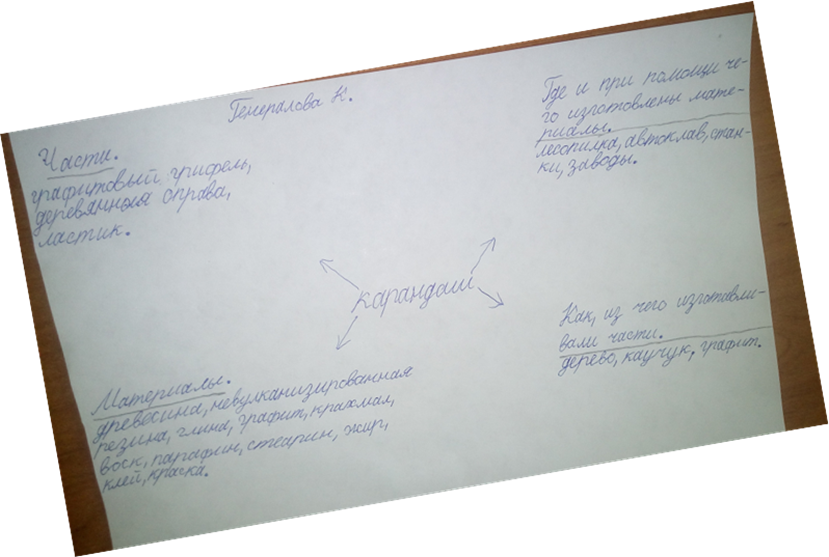 Генералова К.
Части.
графитовый грифель,
деревянная оправа,
ластик.
Где и при помощи че-
го изготовлены мате-
риалы.
лесопилка, автоклав, стан-
ки, заводы.
карандаш
Материалы.
древесина, невулканизированная
резина, глина, графит, крахмал,
воск, парафин, стеарин, жир,
клей, краска.
Как, из чего изготавли-
вали части.
дерево, каучук, графит.